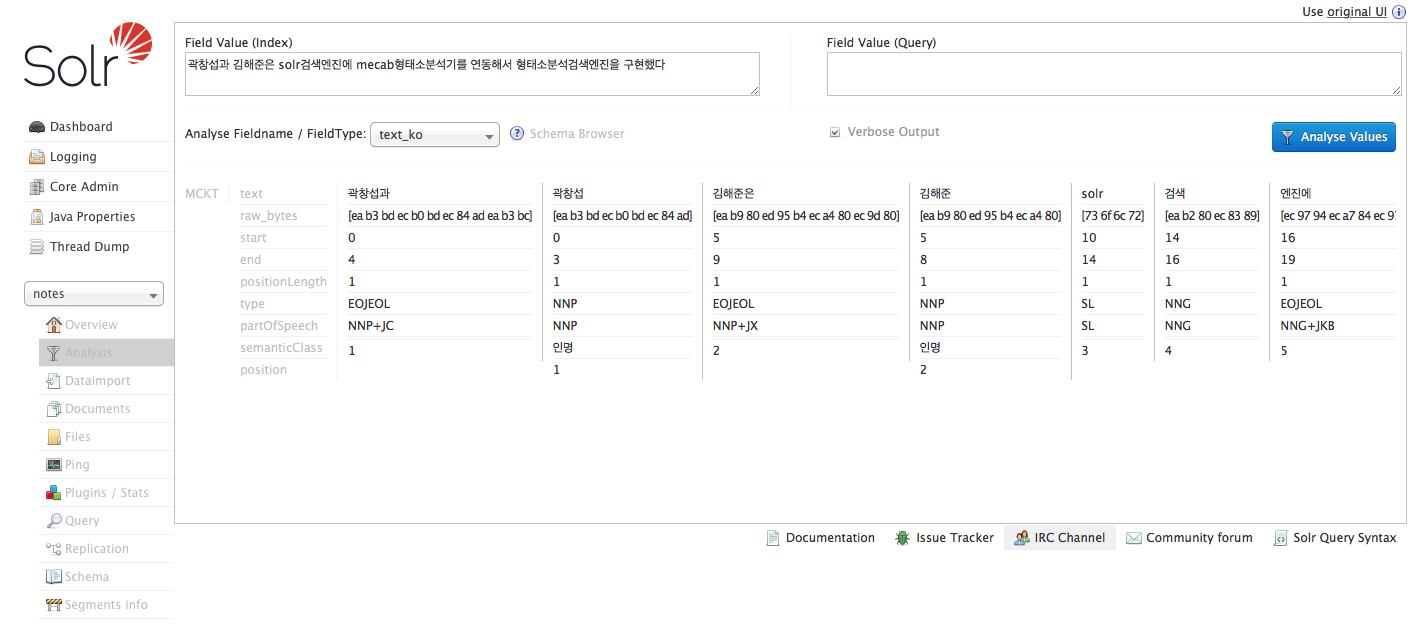 Use original UI
Solr
Field Value (Index)
Field Value (Query)
곽창섭과 김해준은 solr검색엔진에 mecab형태소분석기를 연동해서 형태소분석검색엔진을 구현했다
Analyse Fieldname / FieldType: text_ko
Schema Browser
Verbose Output
Analyse Values
Dashboard
Logging
Core Admin
Java Properties
Thread Dump
notes
Overview
Analysis
Dataimport
Documents
Files
Ping
Plugins / Stats
Query
Replication
Schema
Segments info
MCKT text 곽창섭과 곽창섭 김해준은 김해준 solr 검색 엔진에
raw_bytes [ea b3 bd ec b0 bd ec 84 ad ea b3 bc] [ea b3 bd ec b0 bd ec 84 ad] [ea b9 80 ed 95 b4 ec a4 80 ec 9d 80] [ea b9 80 ed 95 b4 ec a4 80] [73 6f 6c 72] [ea b2 80 ec 83 89] [ec 97 94 ec a7 84 ec 9
start 0 0 5 5 10 14 16
end 4 3 9 8 14 16 19
positionLength 1 1 1 1 1 1 1
type EOJEOL NNP EOJEOL NNP SL NNG EOJEOL
partOfSpeech NNP+JC NNP NNP+JX NNP SL NNG NNG+JKB
semanticClass 1 인명 2 인명 3 4 5
position 1 2
Documentation
Issue Tracker
IRC Channel
Community forum
Solr Query Syntax